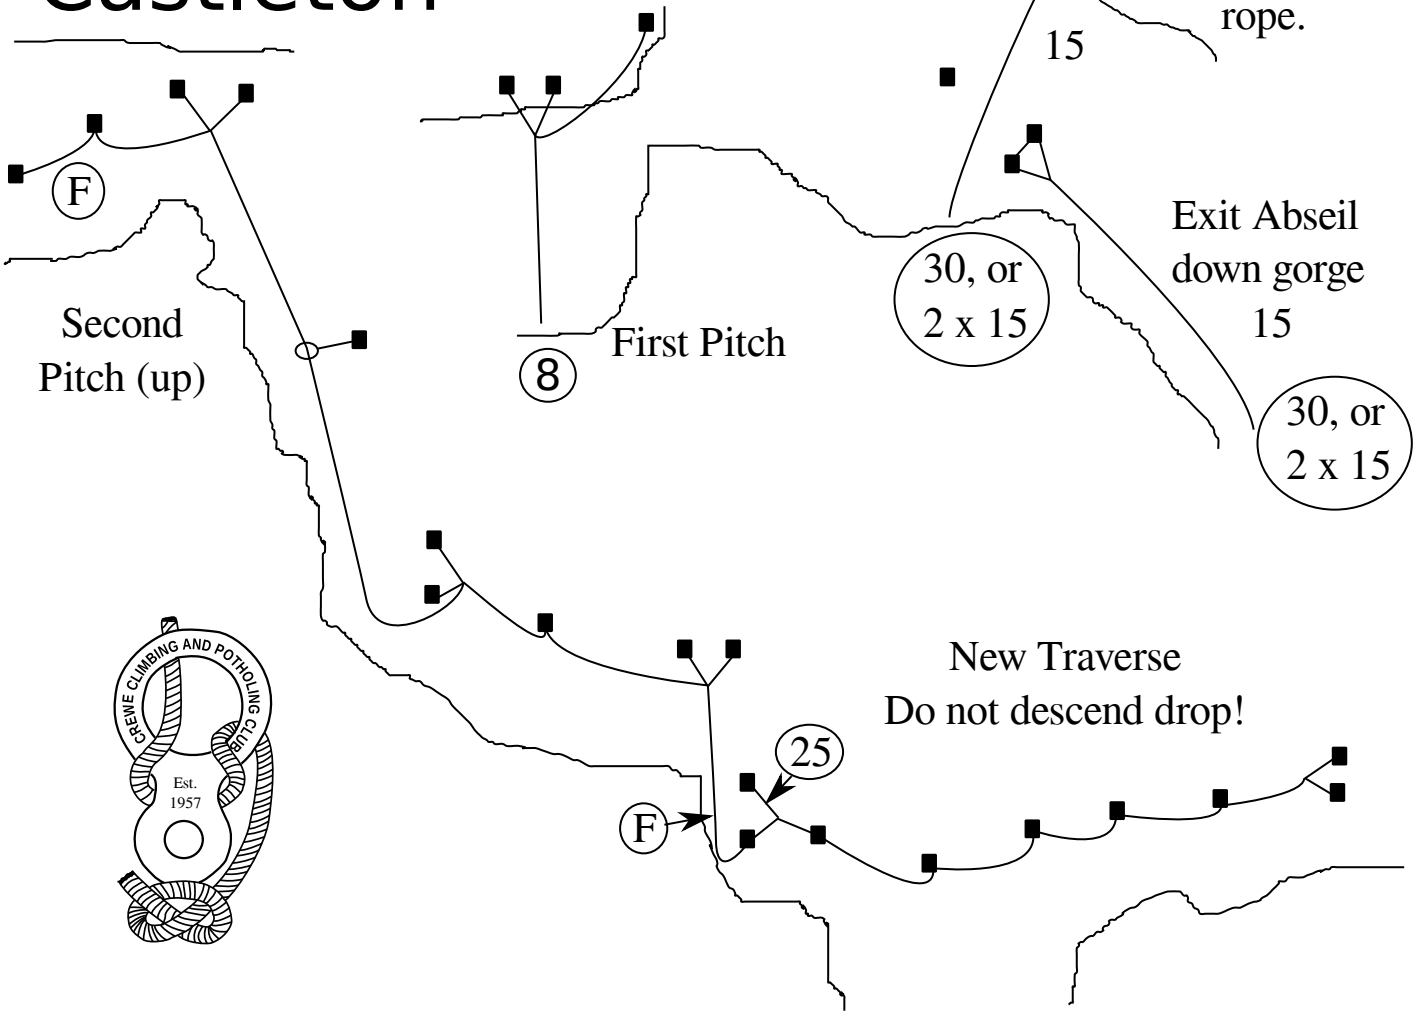 Castleton
rope.
15
F
Exit Abseil
down gorge
15
30, or
2 x 15
Second
Pitch (up)
First Pitch
8
30, or
2 x 15
New Traverse
Do not descend drop!
25
F
CREWE CLIMBING AND POTHOLING CLUB
Est.
1957